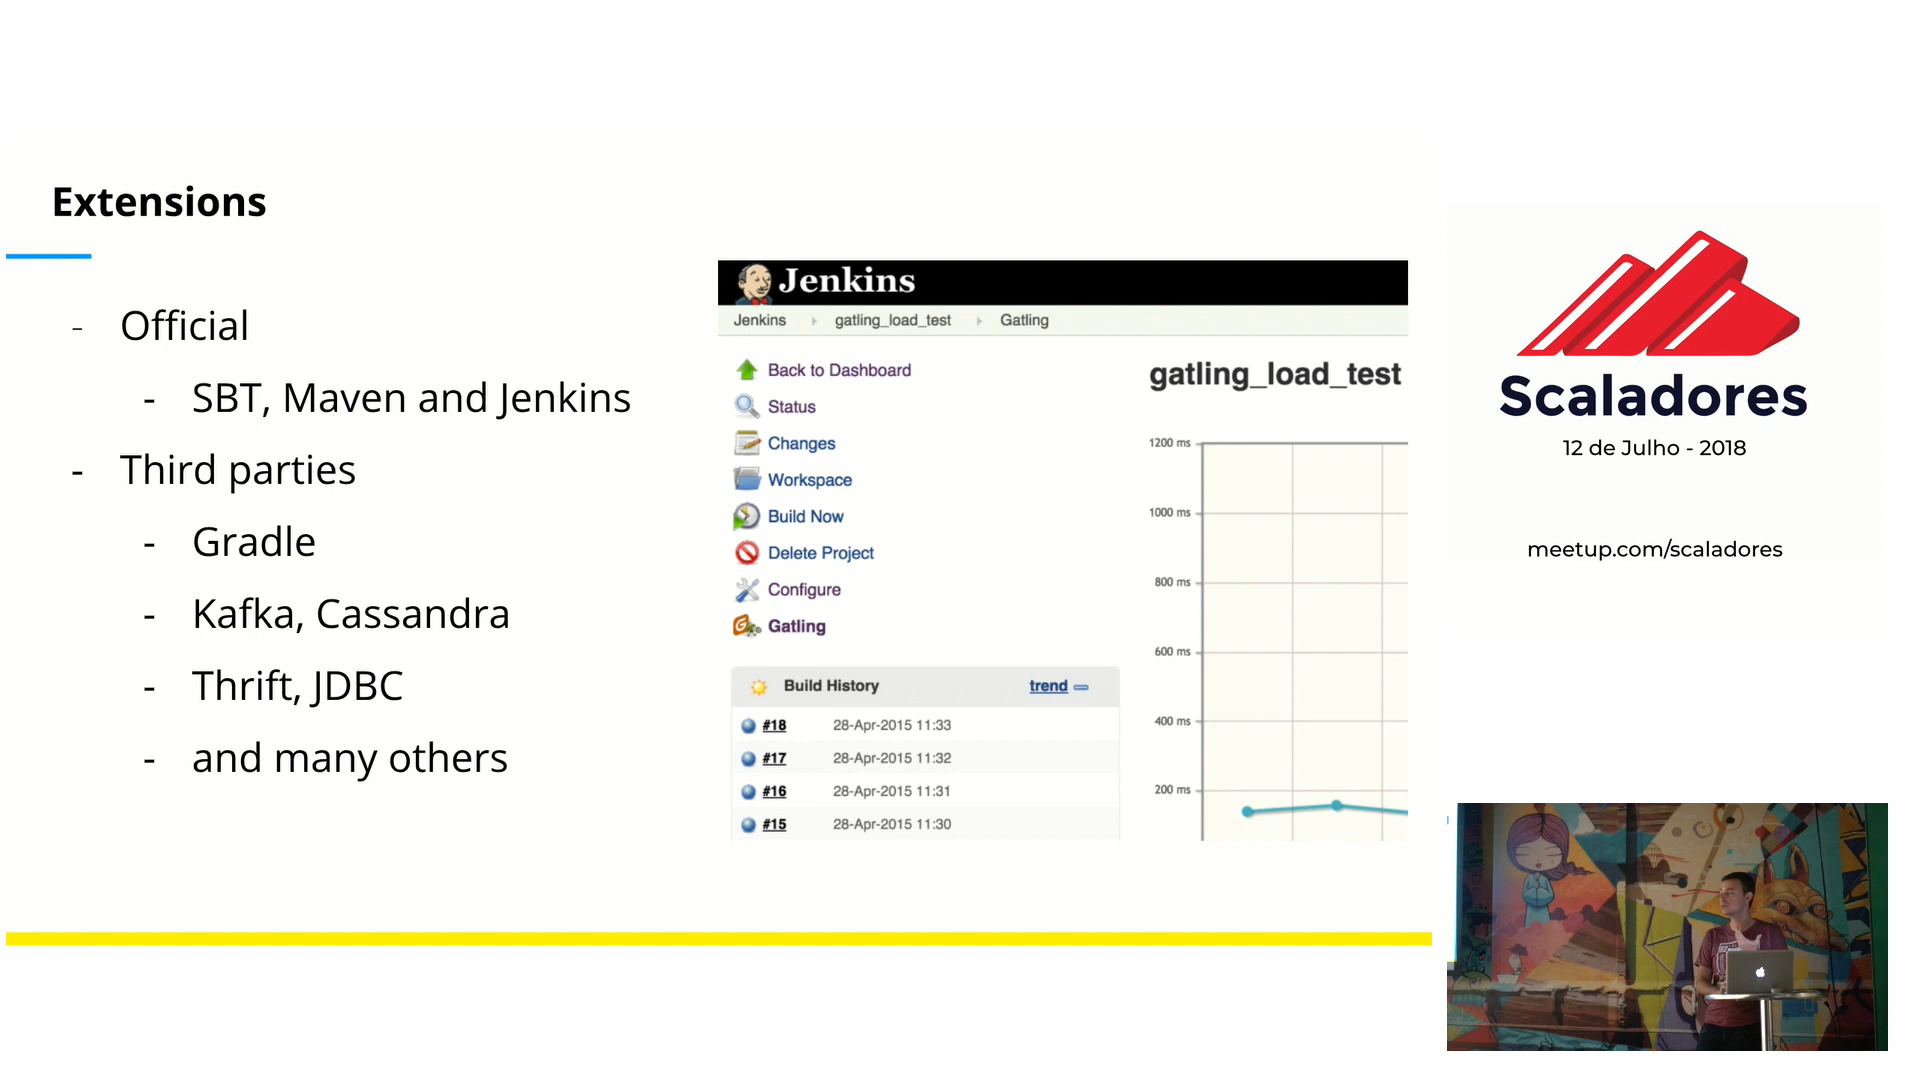 Extensions
- Official
- SBT, Maven and Jenkins
- Third parties
- Gradle
- Kafka, Cassandra
- Thrift, JDBC
- and many others
Jenkins
Jenkins gatling_load_test Gatling
Back to Dashboard
Status
Changes
Workspace
Build Now
Delete Project
Configure
Gatling
Build History trend
#18 28-Apr-2015 11:33
#17 28-Apr-2015 11:32
#16 28-Apr-2015 11:31
#15 28-Apr-2015 11:30
gatling_load_test
1200 ms
1000 ms
800 ms
600 ms
400 ms
200 ms
Scaladores
12 de Julho - 2018
meetup.com/scaladores